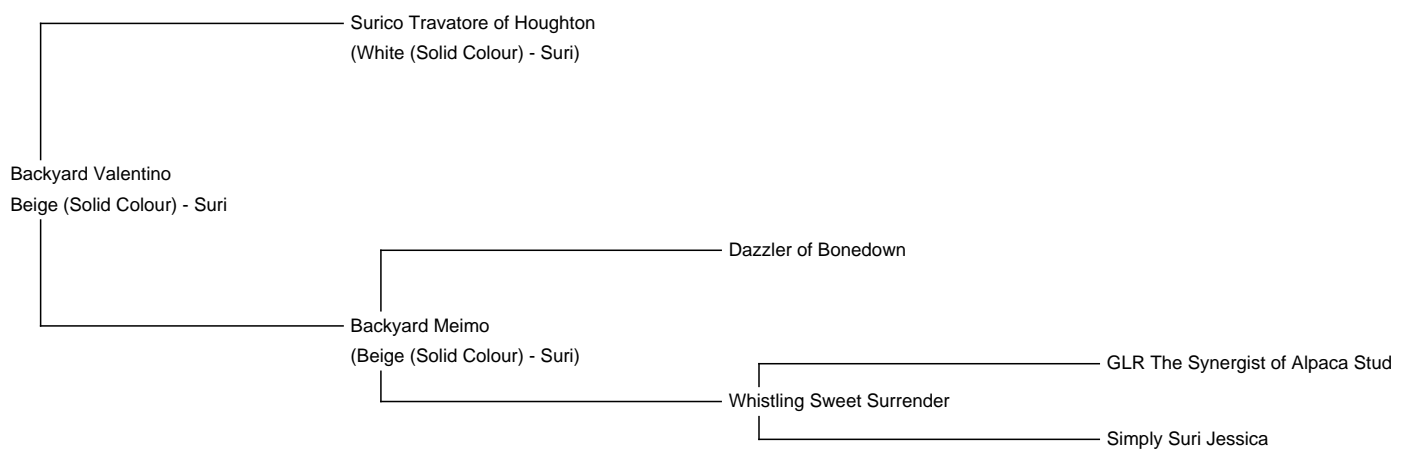 Surico Travatore of Houghton
(White (Solid Colour) - Suri)
Backyard Valentino
Beige (Solid Colour) - Suri
Dazzler of Bonedown
Backyard Meimo
(Beige (Solid Colour) - Suri)
GLR The Synergist of Alpaca Stud
Whistling Sweet Surrender
Simply Suri Jessica